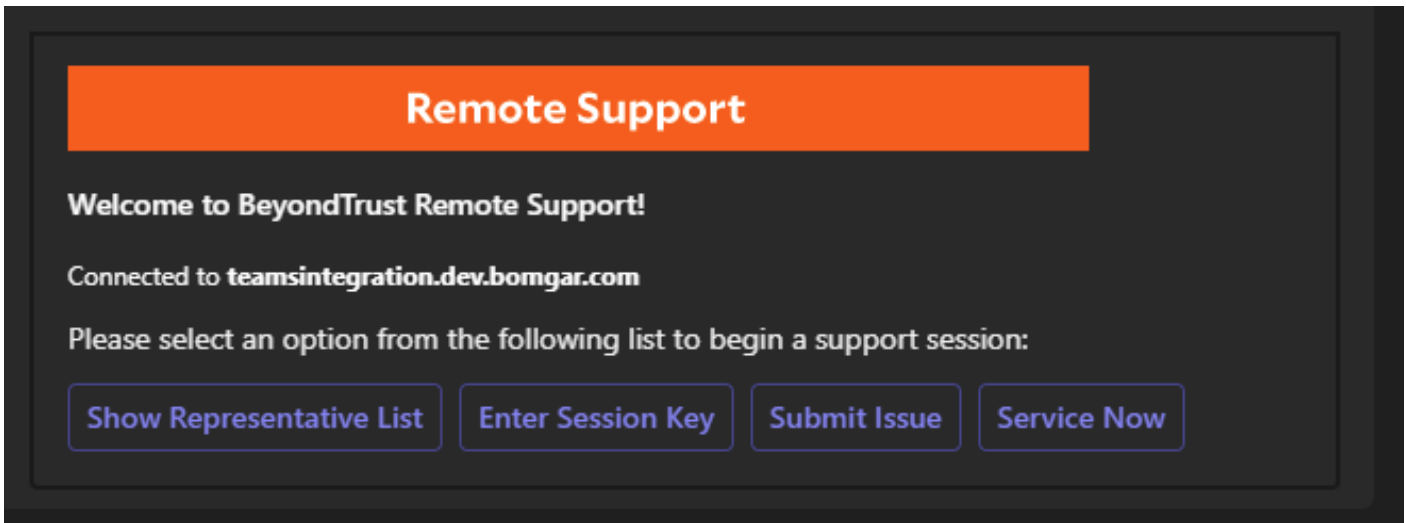 Remote Support
Welcome to BeyondTrust Remote Support!
Connected to teamsintegration.dev.bomgar.com
Please select an option from the following list to begin a support session:
Show Representative List Enter Session Key Submit Issue Service Now